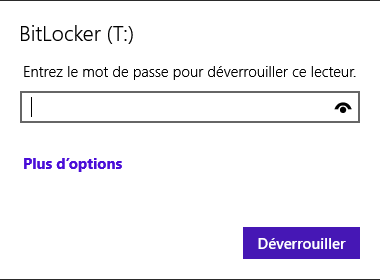 BitLocker (T:)
Entrez le mot de passe pour déverrouiller ce lecteur.
Plus d’options
Déverrouiller